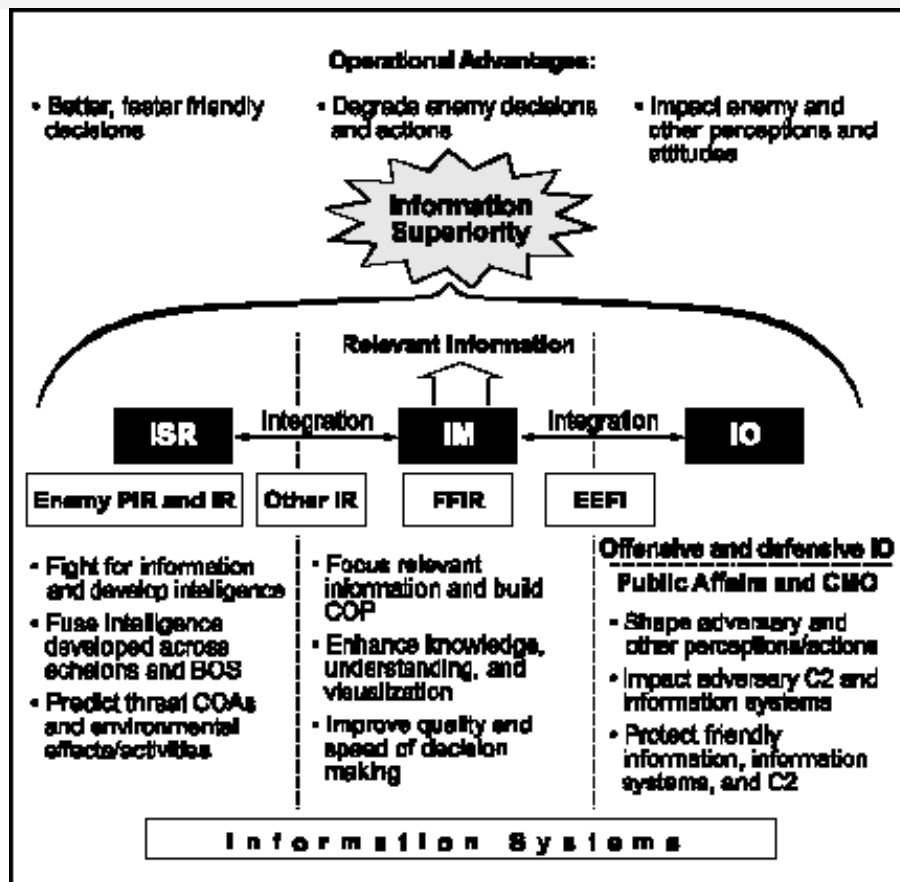 Operational Advantages:
• Better, faster friendly
decisions
• Degrade enemy decisions
and actions
• Impact enemy and
other perceptions and
attitudes
Information
Superiority
Relevant Information
ISR
Integration
IM
Integration
IO
Enemy PIR and IR
Other IR
FFIR
EEFI
• Fight for information
and develop intelligence
• Fuse intelligence
developed across
echelons and BOS
• Predict threat COAs
and environmental
effects/activities
• Focus relevant
information and build
COP
• Enhance knowledge,
understanding, and
visualization
• Improve quality and
speed of decision
making
Offensive and defensive IO
Public Affairs and CMO
• Shape adversary and
other perceptions/actions
• Impact adversary C2 and
information systems
• Protect friendly
information, information
systems, and C2
Information Systems